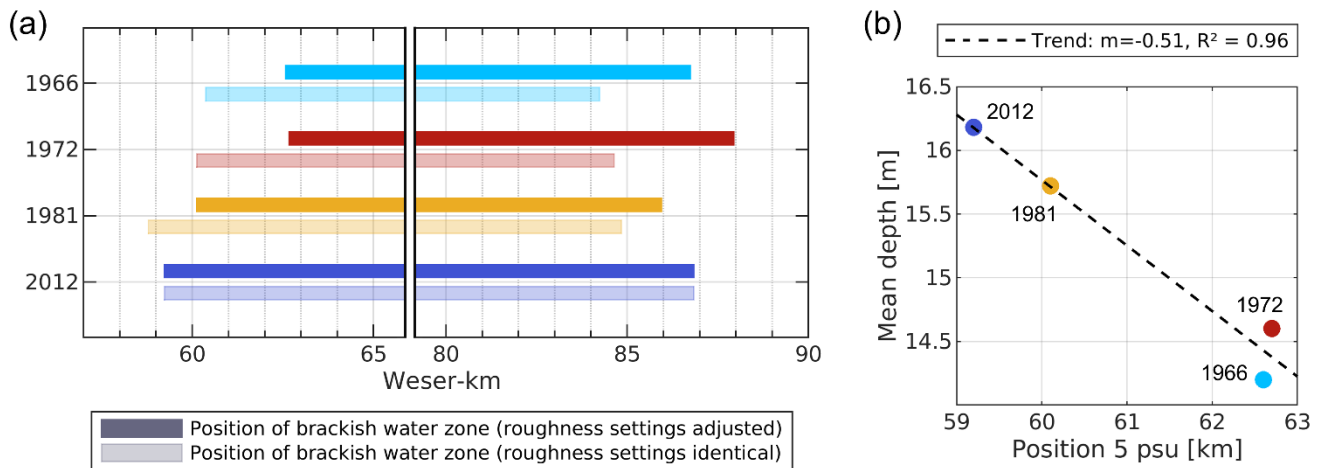 (a)
1966
1972
1981
2012
60
65
80
85
90
Weser-km
Position of brackish water zone (roughness settings adjusted)
Position of brackish water zone (roughness settings identical)
(b)
Trend: m=-0.51, R² = 0.96
16.5
16
15.5
15
14.5
Mean depth [m]
2012
1981
1972
1966
59
60
61
62
63
Position 5 psu [km]